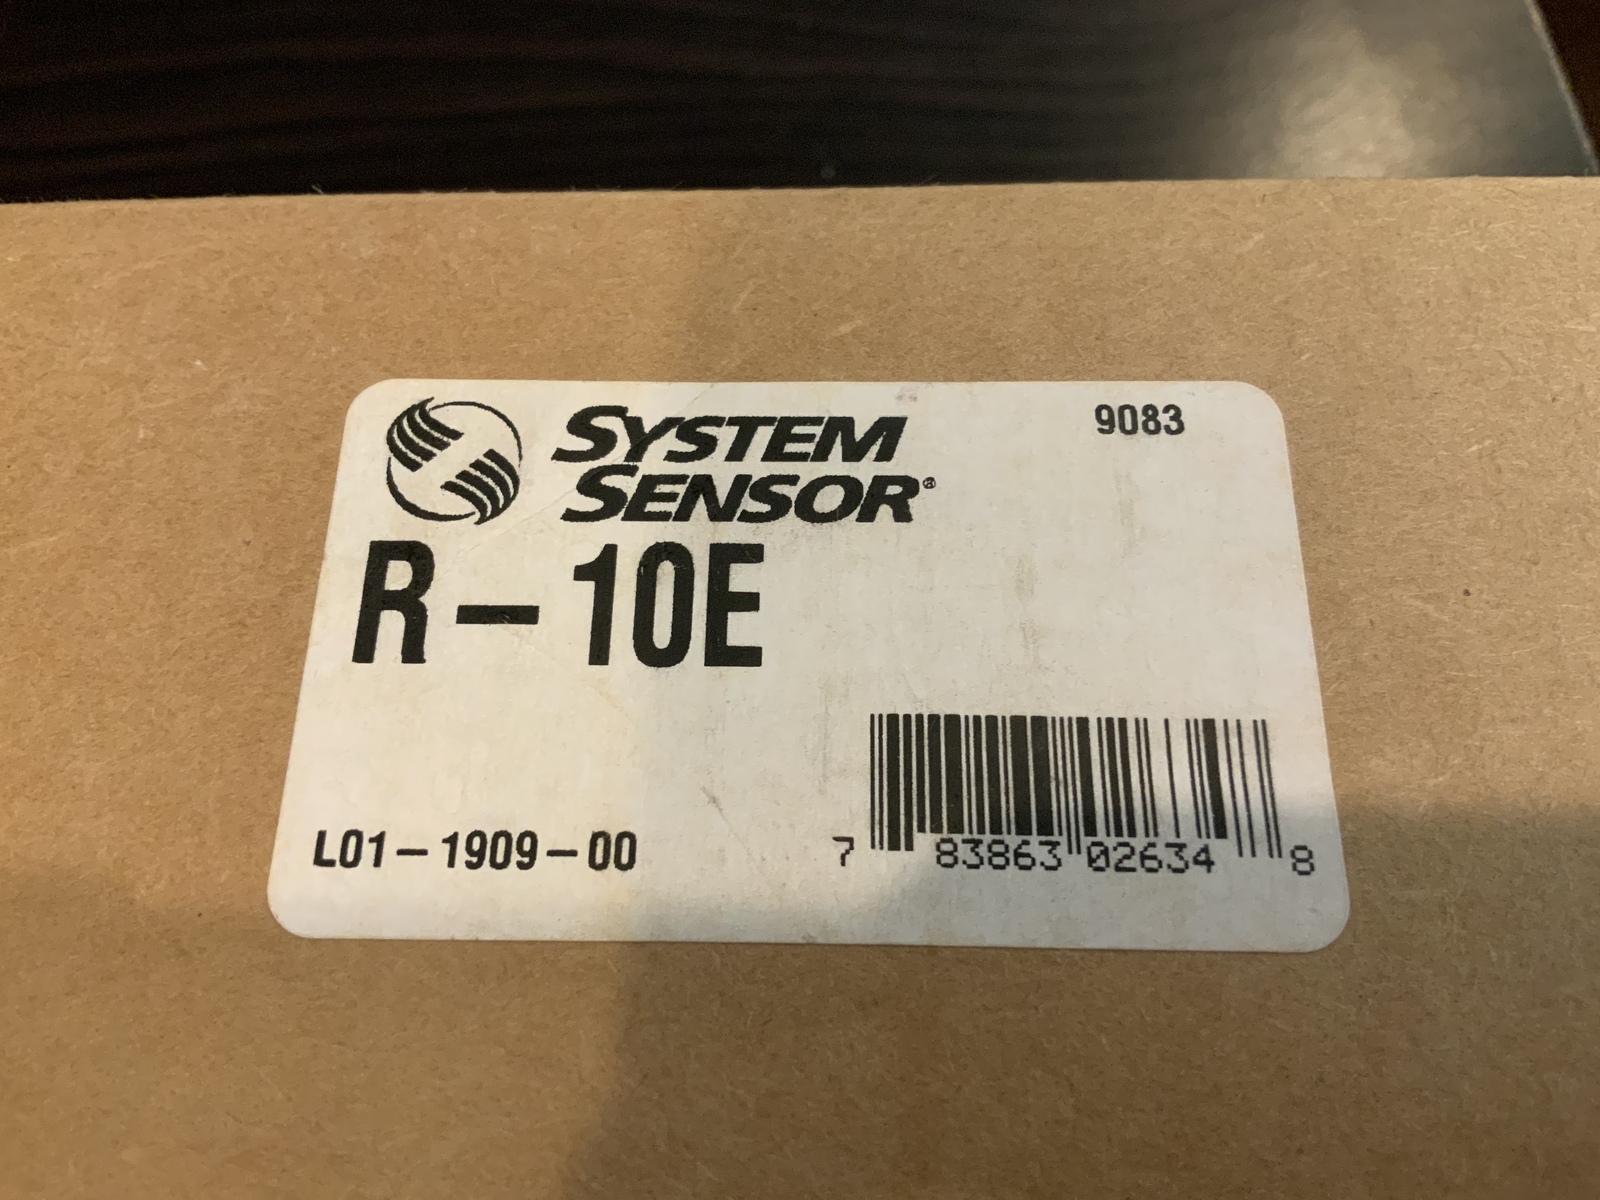 SYSTEM
SENSOR®
9083
R-10E
L01-1909-00
7 83863 02634 8